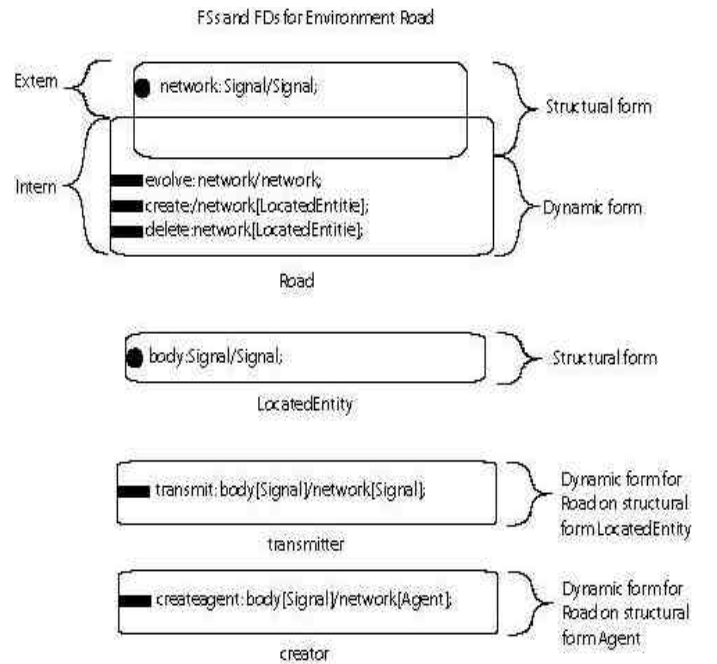 FSs and FDs for Environment Road
Extern
network: Signal/Signal;
Structural form
Intern
evolve: network/network;
create:/network[LocatedEntitie];
delete:network[LocatedEntitie];
Dynamic form
Road
body:Signal/Signal;
Structural form
LocatedEntity
transmit: body[Signal]/network[Signal];
Dynamic form for
Road on structural
form LocatedEntity
transmitter
createagent: body[Signal]/network[Agent];
Dynamic form for
Road on structural
form Agent
creator